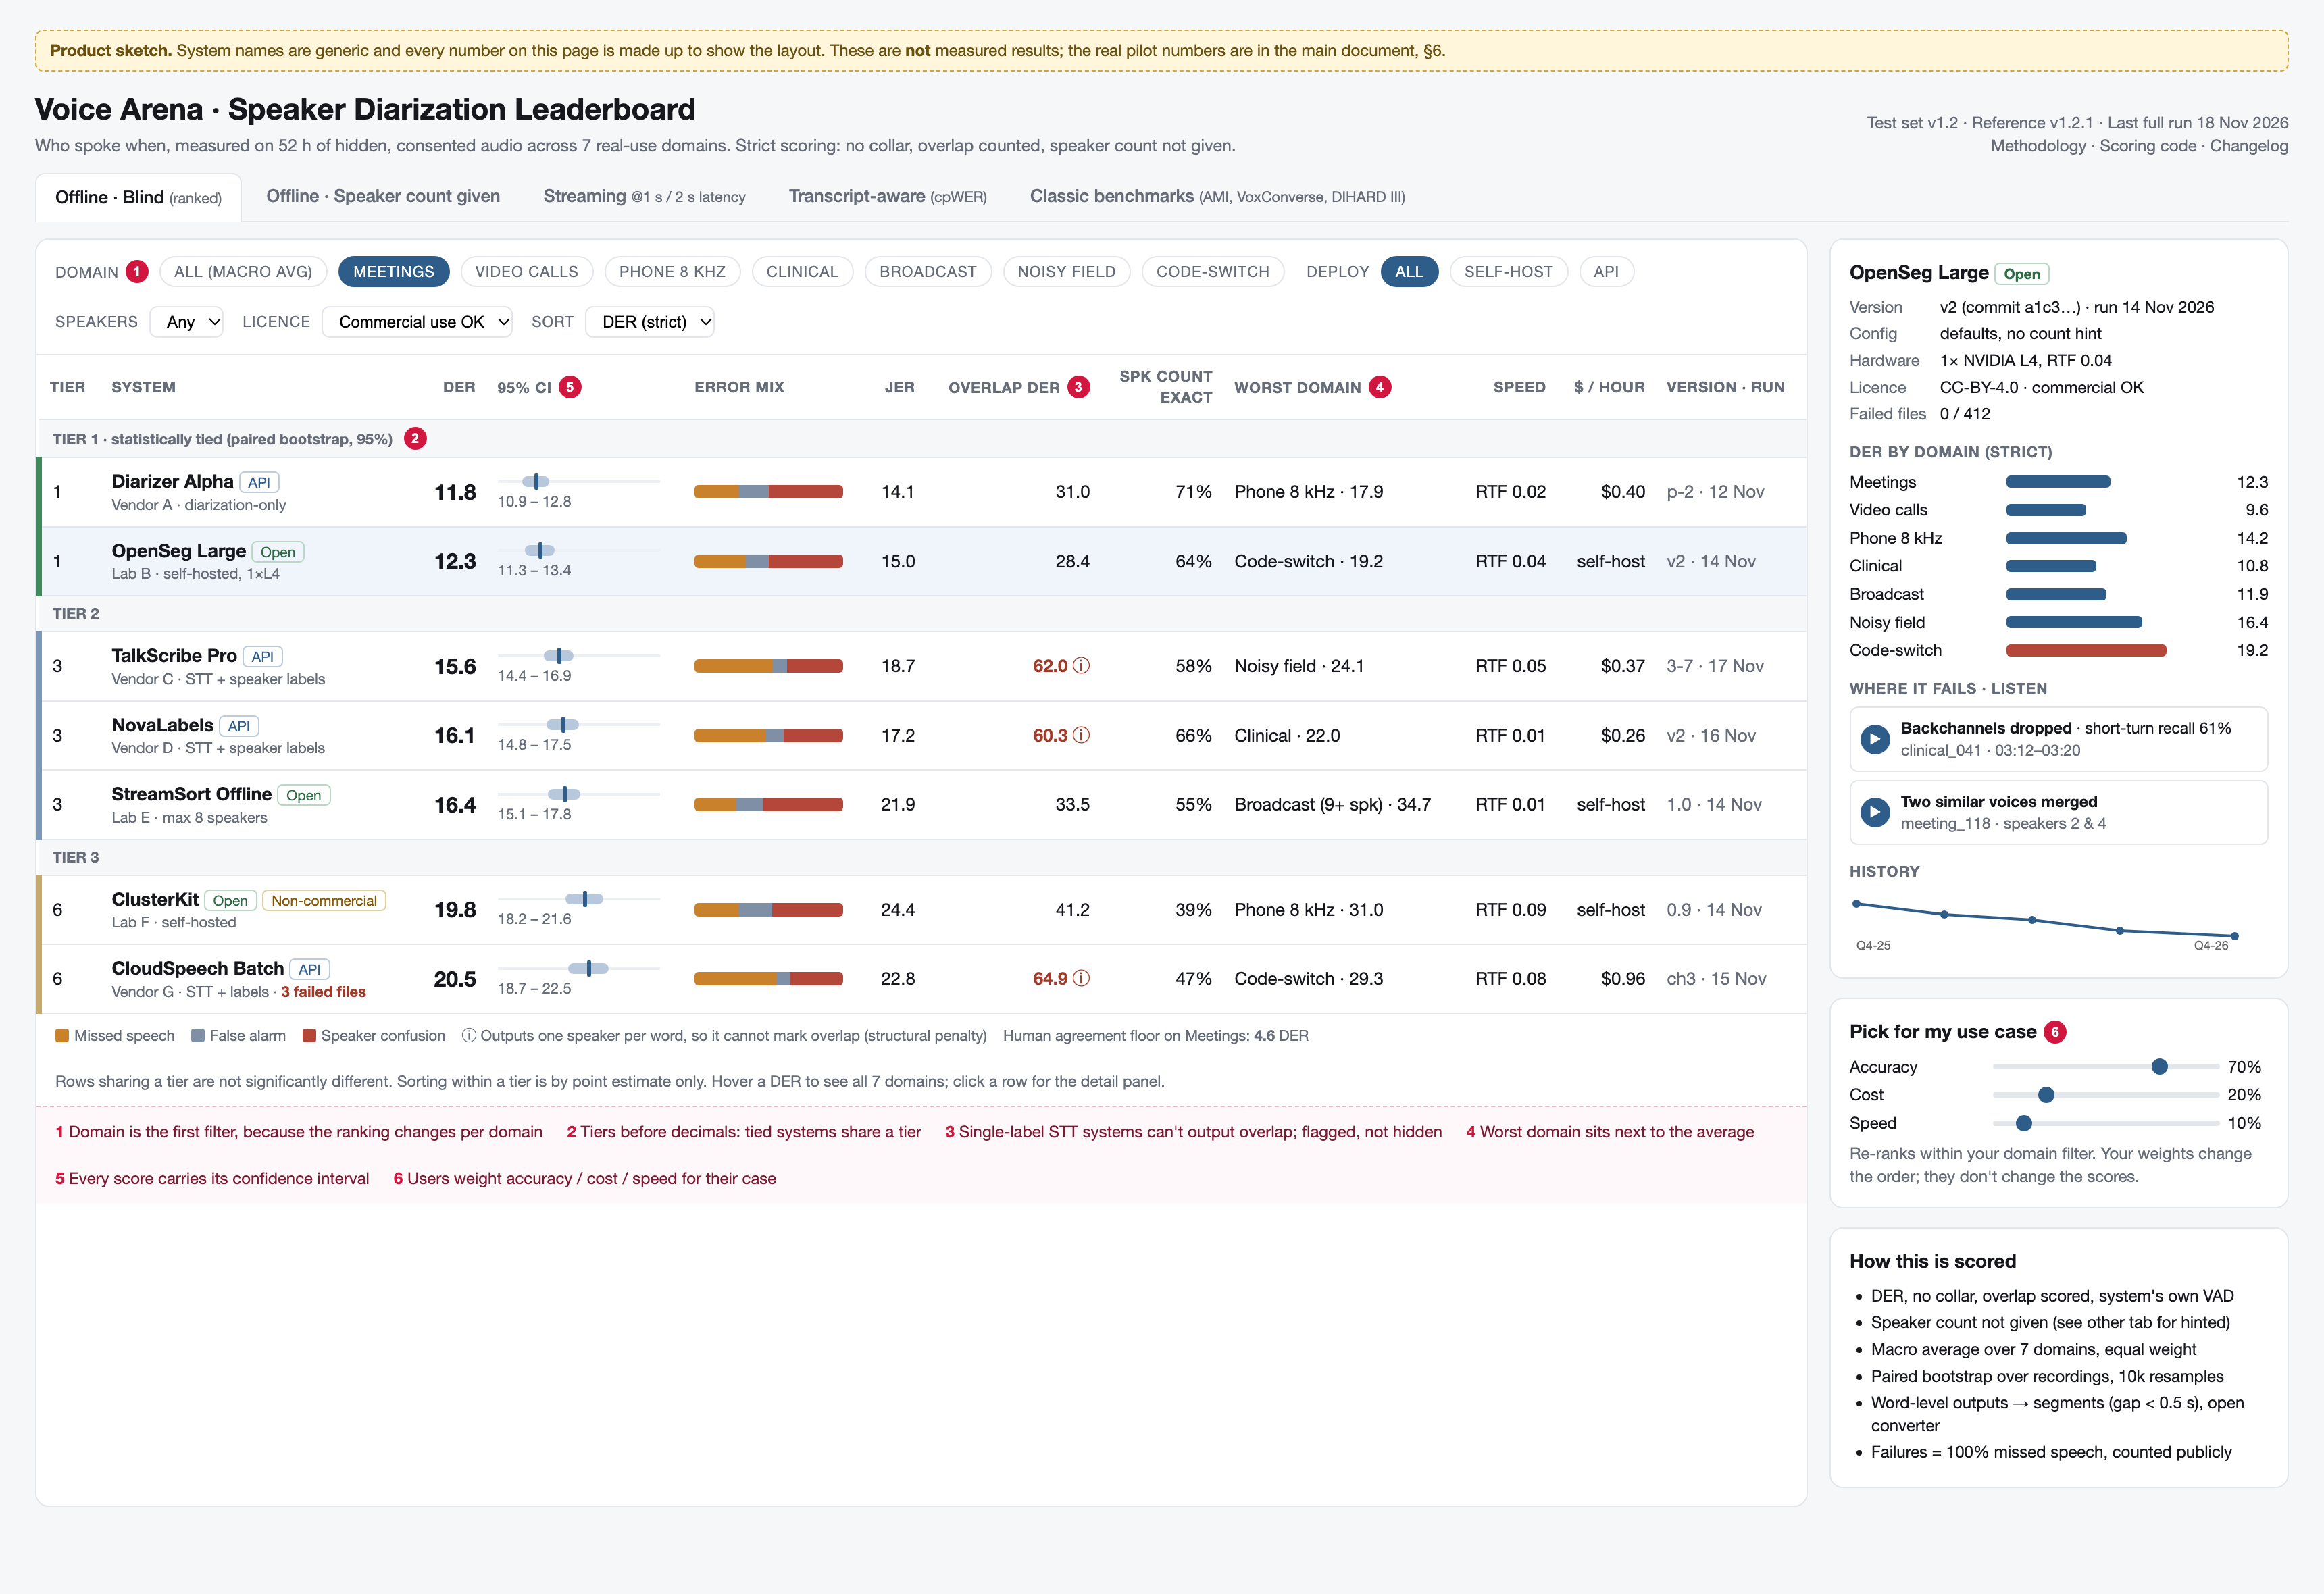 Product sketch. System names are generic and every number on this page is made up to show the layout. These are not measured results; the real pilot numbers are in the main document, §6.
Voice Arena · Speaker Diarization Leaderboard
Who spoke when, measured on 52 h of hidden, consented audio across 7 real-use domains. Strict scoring: no collar, overlap counted, speaker count not given.
Test set v1.2 · Reference v1.2.1 · Last full run 18 Nov 2026
Methodology · Scoring code · Changelog
Offline · Blind (ranked) Offline · Speaker count given Streaming @1 s / 2 s latency Transcript-aware (cpWER) Classic benchmarks (AMI, VoxConverse, DIHARD III)
DOMAIN 1 ALL (MACRO AVG) MEETINGS VIDEO CALLS PHONE 8 KHZ CLINICAL BROADCAST NOISY FIELD CODE-SWITCH DEPLOY ALL SELF-HOST API
SPEAKERS Any LICENCE Commercial use OK SORT DER (strict)
TIER SYSTEM DER 95% CI 5 ERROR MIX JER OVERLAP DER 3 SPK COUNT EXACT WORST DOMAIN 4 SPEED $ / HOUR VERSION · RUN
TIER 1 · statistically tied (paired bootstrap, 95%) 2
1 Diarizer Alpha API 11.8 14.1 31.0 71% Phone 8 kHz · 17.9 RTF 0.02 $0.40 p-2 · 12 Nov
Vendor A · diarization-only 10.9 – 12.8
1 OpenSeg Large Open 12.3 15.0 28.4 64% Code-switch · 19.2 RTF 0.04 self-host v2 · 14 Nov
Lab B · self-hosted, 1×L4 11.3 – 13.4
TIER 2
3 TalkScribe Pro API 15.6 18.7 62.0 ⓘ 58% Noisy field · 24.1 RTF 0.05 $0.37 3-7 · 17 Nov
Vendor C · STT + speaker labels 14.4 – 16.9
3 NovaLabels API 16.1 17.2 60.3 ⓘ 66% Clinical · 22.0 RTF 0.01 $0.26 v2 · 16 Nov
Vendor D · STT + speaker labels 14.8 – 17.5
3 StreamSort Offline Open 16.4 21.9 33.5 55% Broadcast (9+ spk) · 34.7 RTF 0.01 self-host 1.0 · 14 Nov
Lab E · max 8 speakers 15.1 – 17.8
TIER 3
6 ClusterKit Open Non-commercial 19.8 24.4 41.2 39% Phone 8 kHz · 31.0 RTF 0.09 self-host 0.9 · 14 Nov
Lab F · self-hosted 18.2 – 21.6
6 CloudSpeech Batch API 20.5 22.8 64.9 ⓘ 47% Code-switch · 29.3 RTF 0.08 $0.96 ch3 · 15 Nov
Vendor G · STT + labels · 3 failed files 18.7 – 22.5
Missed speech False alarm Speaker confusion ⓘ Outputs one speaker per word, so it cannot mark overlap (structural penalty) Human agreement floor on Meetings: 4.6 DER
Rows sharing a tier are not significantly different. Sorting within a tier is by point estimate only. Hover a DER to see all 7 domains; click a row for the detail panel.
1 Domain is the first filter, because the ranking changes per domain 2 Tiers before decimals: tied systems share a tier 3 Single-label STT systems can't output overlap; flagged, not hidden 4 Worst domain sits next to the average
5 Every score carries its confidence interval 6 Users weight accuracy / cost / speed for their case
OpenSeg Large Open
Version v2 (commit a1c3…) · run 14 Nov 2026
Config defaults, no count hint
Hardware 1× NVIDIA L4, RTF 0.04
Licence CC-BY-4.0 · commercial OK
Failed files 0 / 412
DER BY DOMAIN (STRICT)
Meetings 12.3
Video calls 9.6
Phone 8 kHz 14.2
Clinical 10.8
Broadcast 11.9
Noisy field 16.4
Code-switch 19.2
WHERE IT FAILS · LISTEN
Backchannels dropped · short-turn recall 61%
clinical_041 · 03:12–03:20
Two similar voices merged
meeting_118 · speakers 2 & 4
HISTORY
Q4-25 Q4-26
Pick for my use case 6
Accuracy 70%
Cost 20%
Speed 10%
Re-ranks within your domain filter. Your weights change
the order; they don't change the scores.
How this is scored
• DER, no collar, overlap scored, system's own VAD
• Speaker count not given (see other tab for hinted)
• Macro average over 7 domains, equal weight
• Paired bootstrap over recordings, 10k resamples
• Word-level outputs → segments (gap < 0.5 s), open
converter
• Failures = 100% missed speech, counted publicly